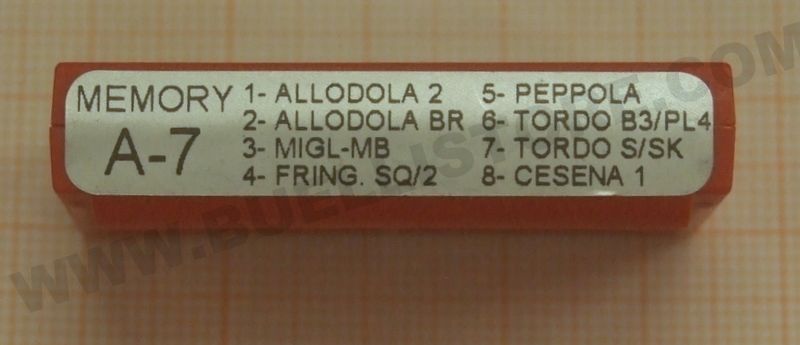 MEMORY
A-7
1- ALLODOLA 2
2- ALLODOLA BR
3- MIGL-MB
4- FRING. SQ/2
5- PEPPOLA
6- TORDO B3/PL4
7- TORDO S/SK
8- CESENA 1